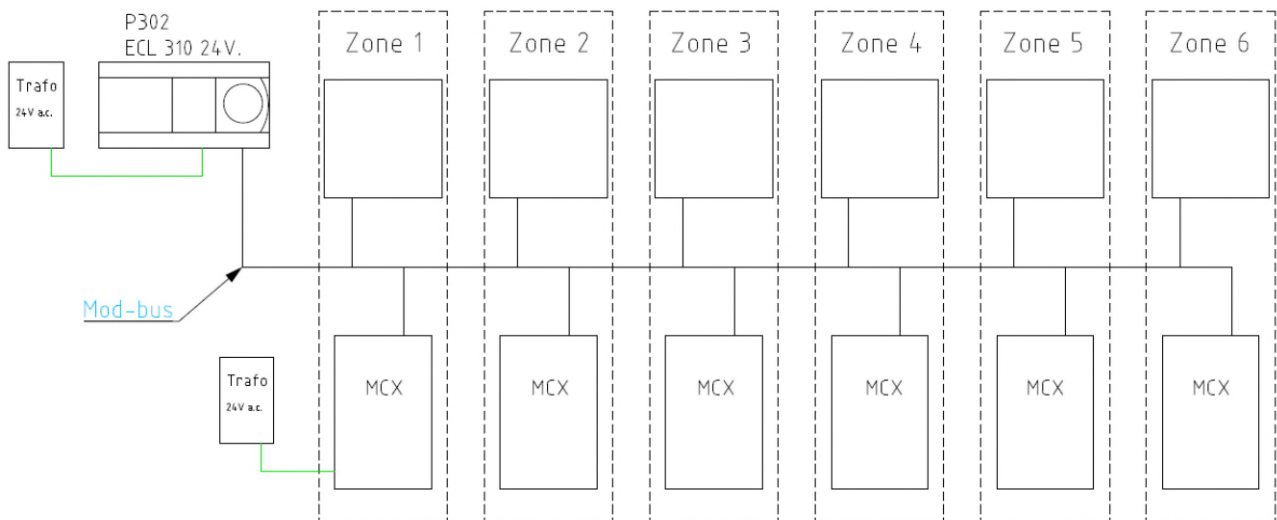 P302
ECL 310 24V.
Trafo
24V a.c.
Zone 1
Zone 2
Zone 3
Zone 4
Zone 5
Zone 6
Mod-bus
Trafo
24V a.c.
MCX
MCX
MCX
MCX
MCX
MCX